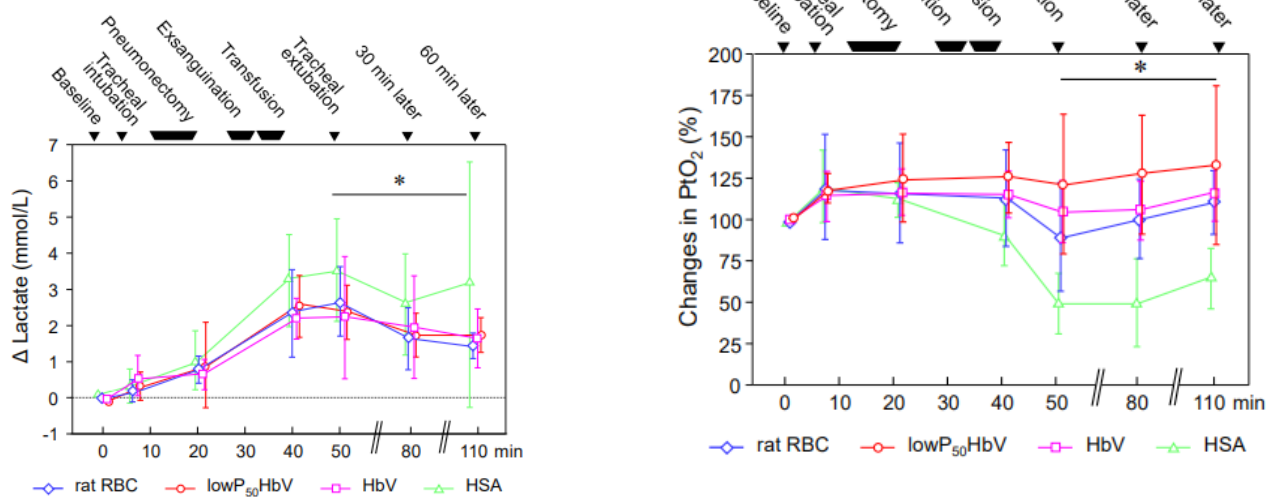 Baseline
Tracheal
intubation
Pneumonectomy
Exsanguination
Transfusion
Tracheal
extubation
30 min later
60 min later
7
6
5
4
3
2
1
0
-1
Δ Lactate (mmol/L)
*
0 10 20 30 40 50 80 110 min
rat RBC lowP₅₀HbV HbV HSA
200
175
150
125
100
75
50
25
0
Changes in PtO₂ (%)
*
0 10 20 30 40 50 80 110 min
rat RBC lowP₅₀HbV HbV HSA